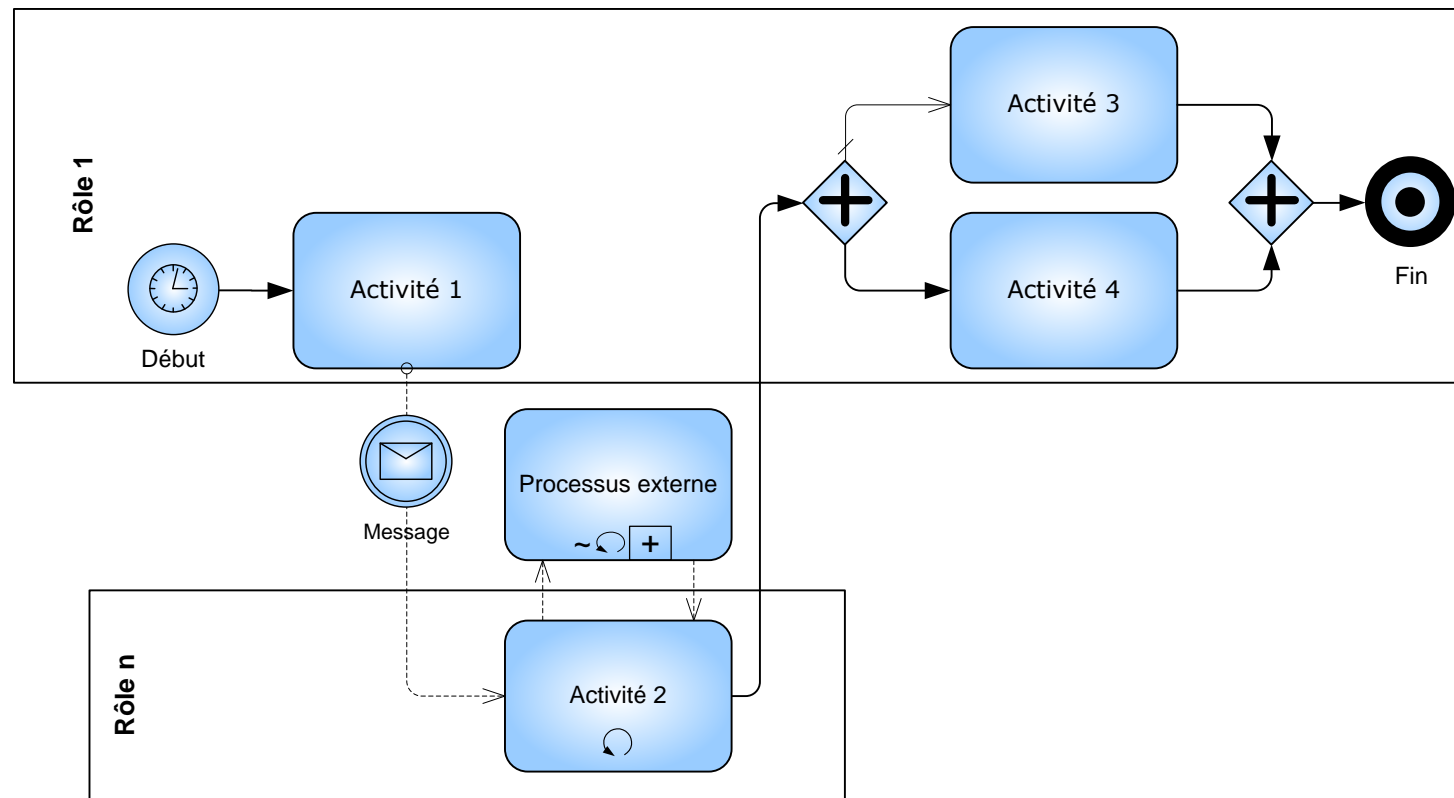 Rôle 1
Début
Activité 1
Activité 3
Activité 4
Fin
Message
Processus externe
~ +
Rôle n
Activité 2